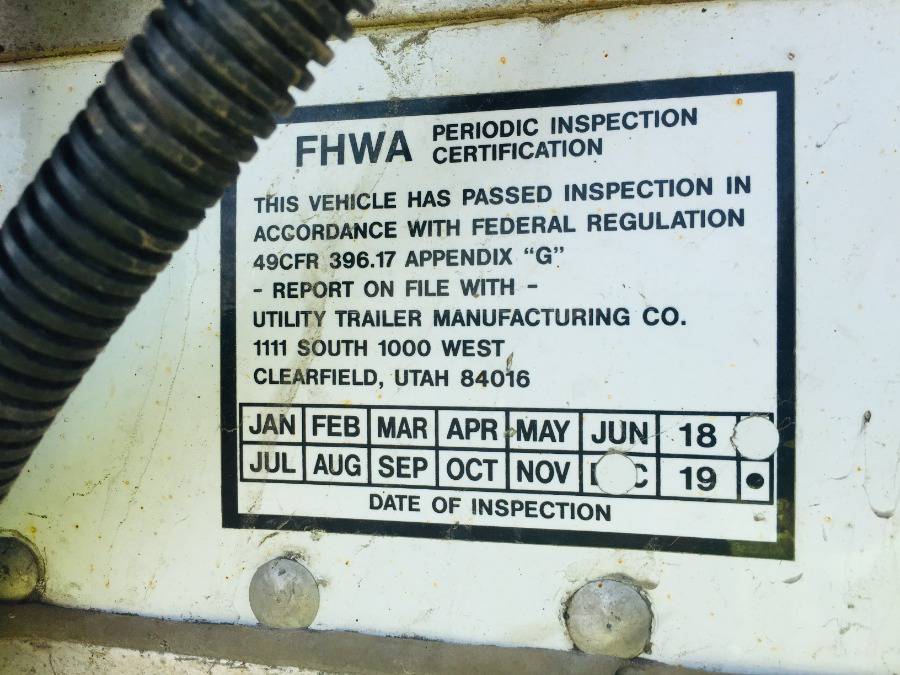 FHWA PERIODIC INSPECTION
CERTIFICATION
THIS VEHICLE HAS PASSED INSPECTION IN
ACCORDANCE WITH FEDERAL REGULATION
49CFR 396.17 APPENDIX “G”
- REPORT ON FILE WITH -
UTILITY TRAILER MANUFACTURING CO.
1111 SOUTH 1000 WEST
CLEARFIELD, UTAH 84016
JAN FEB MAR APR MAY JUN 18
JUL AUG SEP OCT NOV 19
DATE OF INSPECTION